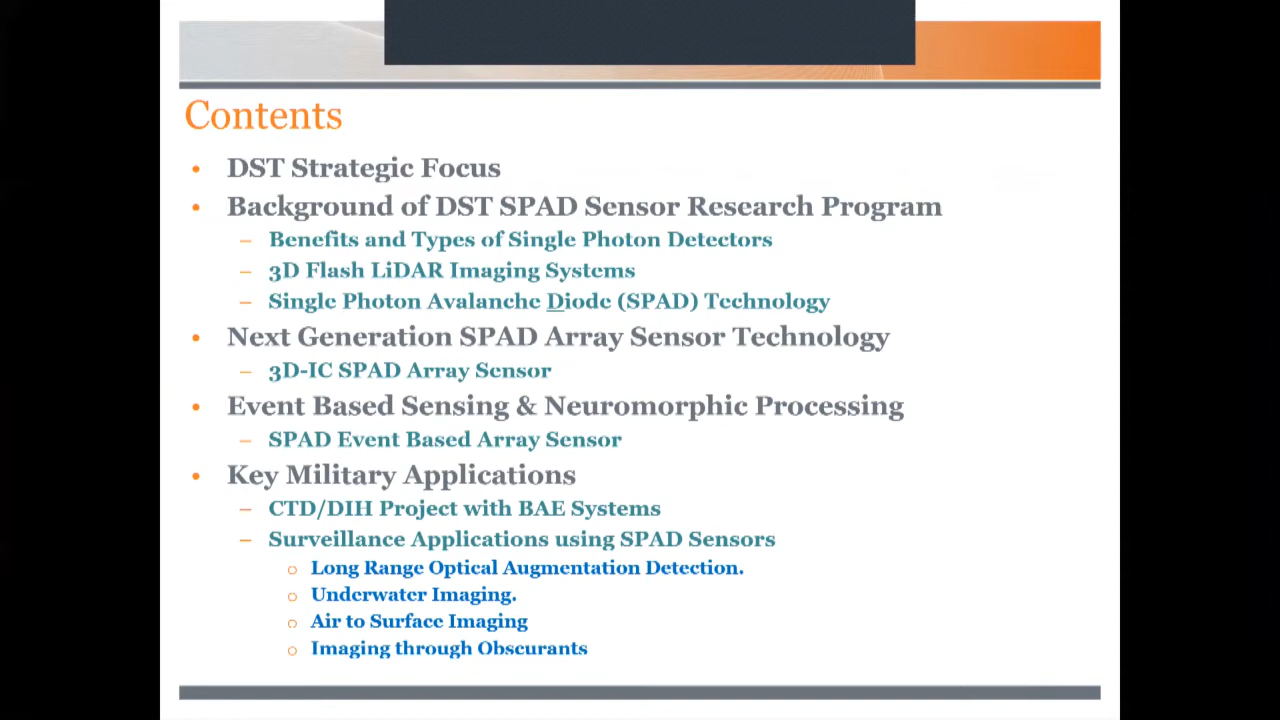 Contents
• DST Strategic Focus
• Background of DST SPAD Sensor Research Program
– Benefits and Types of Single Photon Detectors
– 3D Flash LiDAR Imaging Systems
– Single Photon Avalanche Diode (SPAD) Technology
• Next Generation SPAD Array Sensor Technology
– 3D-IC SPAD Array Sensor
• Event Based Sensing & Neuromorphic Processing
– SPAD Event Based Array Sensor
• Key Military Applications
– CTD/DIH Project with BAE Systems
– Surveillance Applications using SPAD Sensors
○ Long Range Optical Augmentation Detection.
○ Underwater Imaging.
○ Air to Surface Imaging
○ Imaging through Obscurants